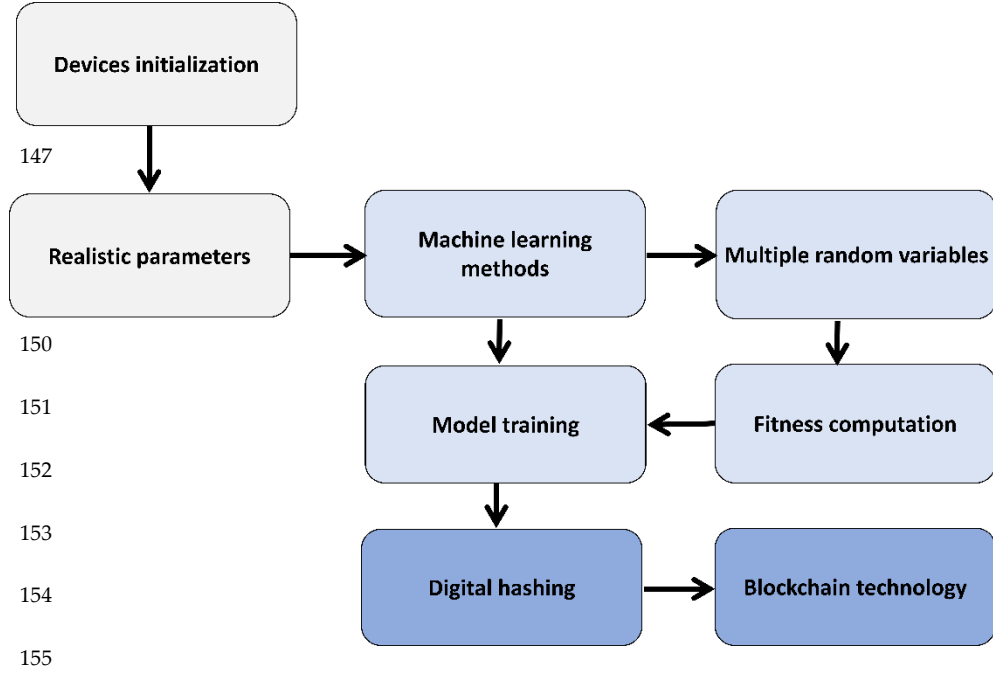 Devices initialization
147
Realistic parameters
Machine learning
methods
Multiple random variables
150
151
Model training
Fitness computation
152
153
Digital hashing
Blockchain technology
154
155